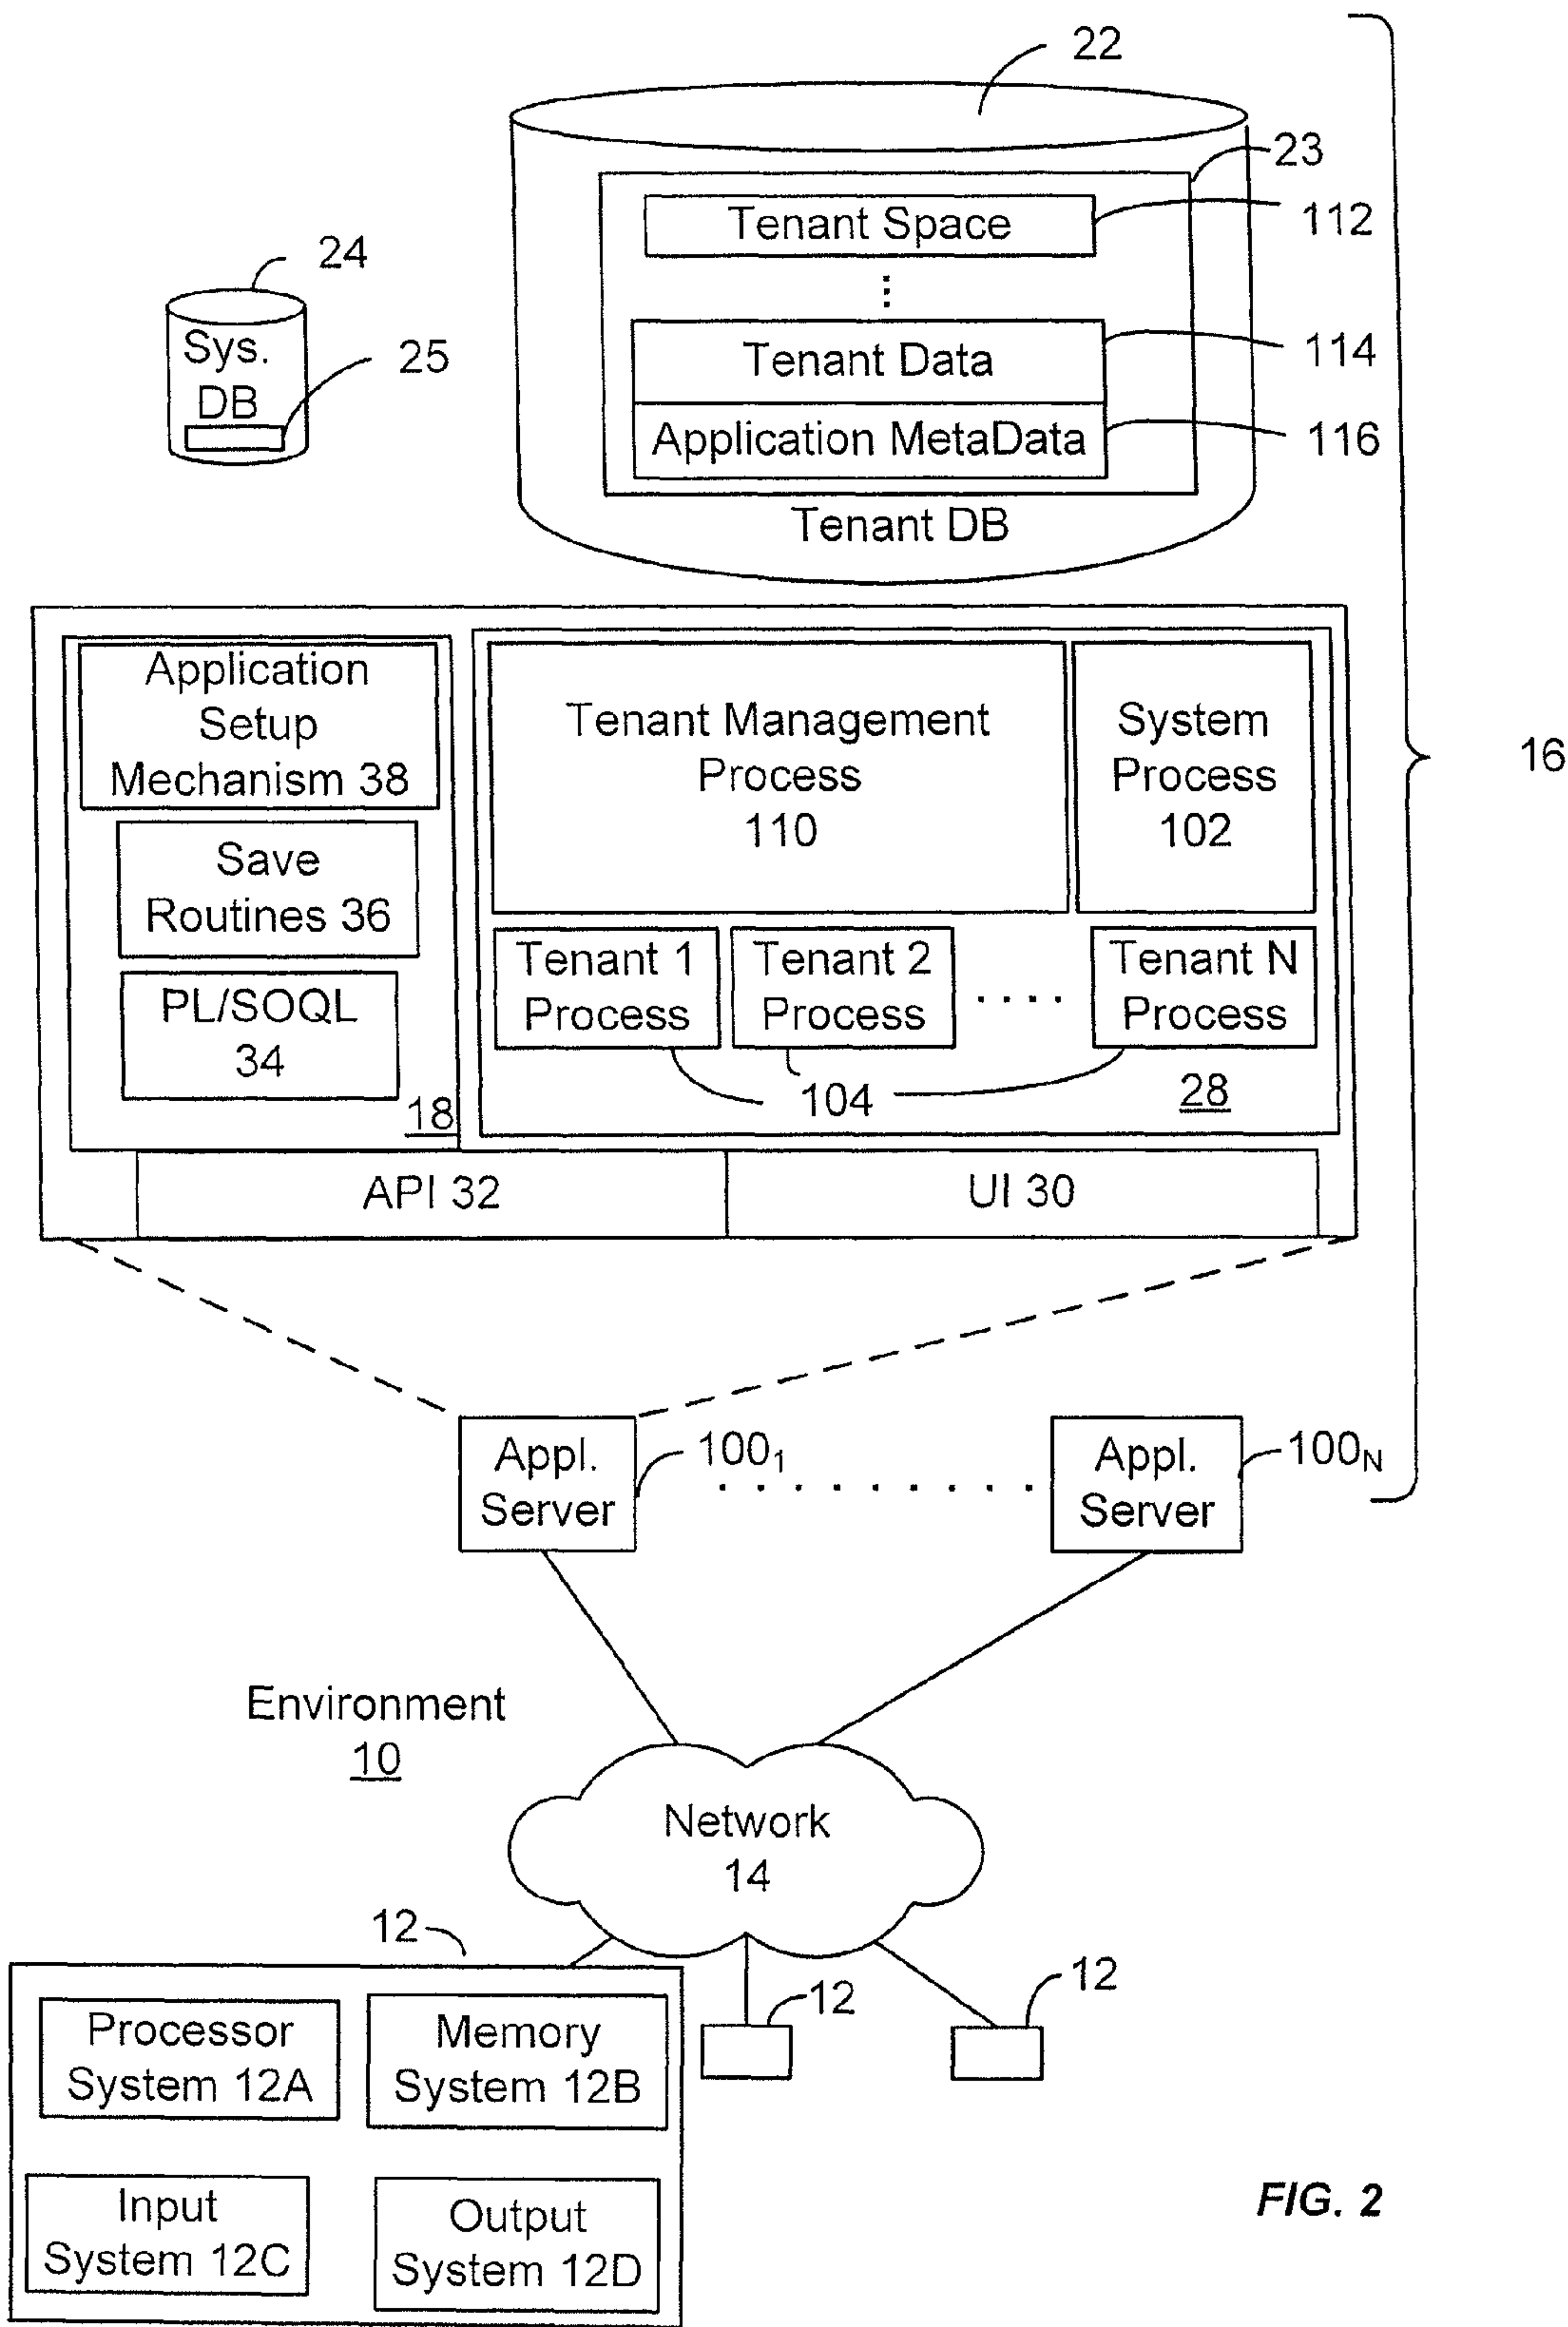 22
23
Tenant Space
112
24
Sys.
DB
25
Tenant Data
114
Application MetaData
116
Tenant DB
16
Application
Setup
Mechanism 38
Save
Routines 36
PL/SOQL
34
18
Tenant Management
Process
110
System
Process
102
Tenant 1
Process
Tenant 2
Process
Tenant N
Process
104
28
API 32
UI 30
Appl.
Server
100₁
Appl.
Server
100N
Environment
10
Network
14
12
12
12
Processor
System 12A
Memory
System 12B
Input
System 12C
Output
System 12D
FIG. 2